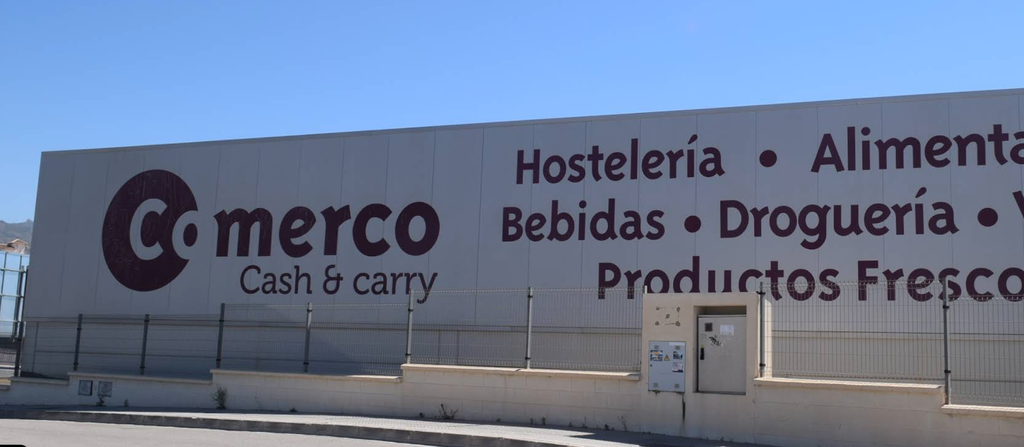 Comerco
Cash & carry
Hostelería • Alimenta
Bebidas • Droguería •
Productos Fresco